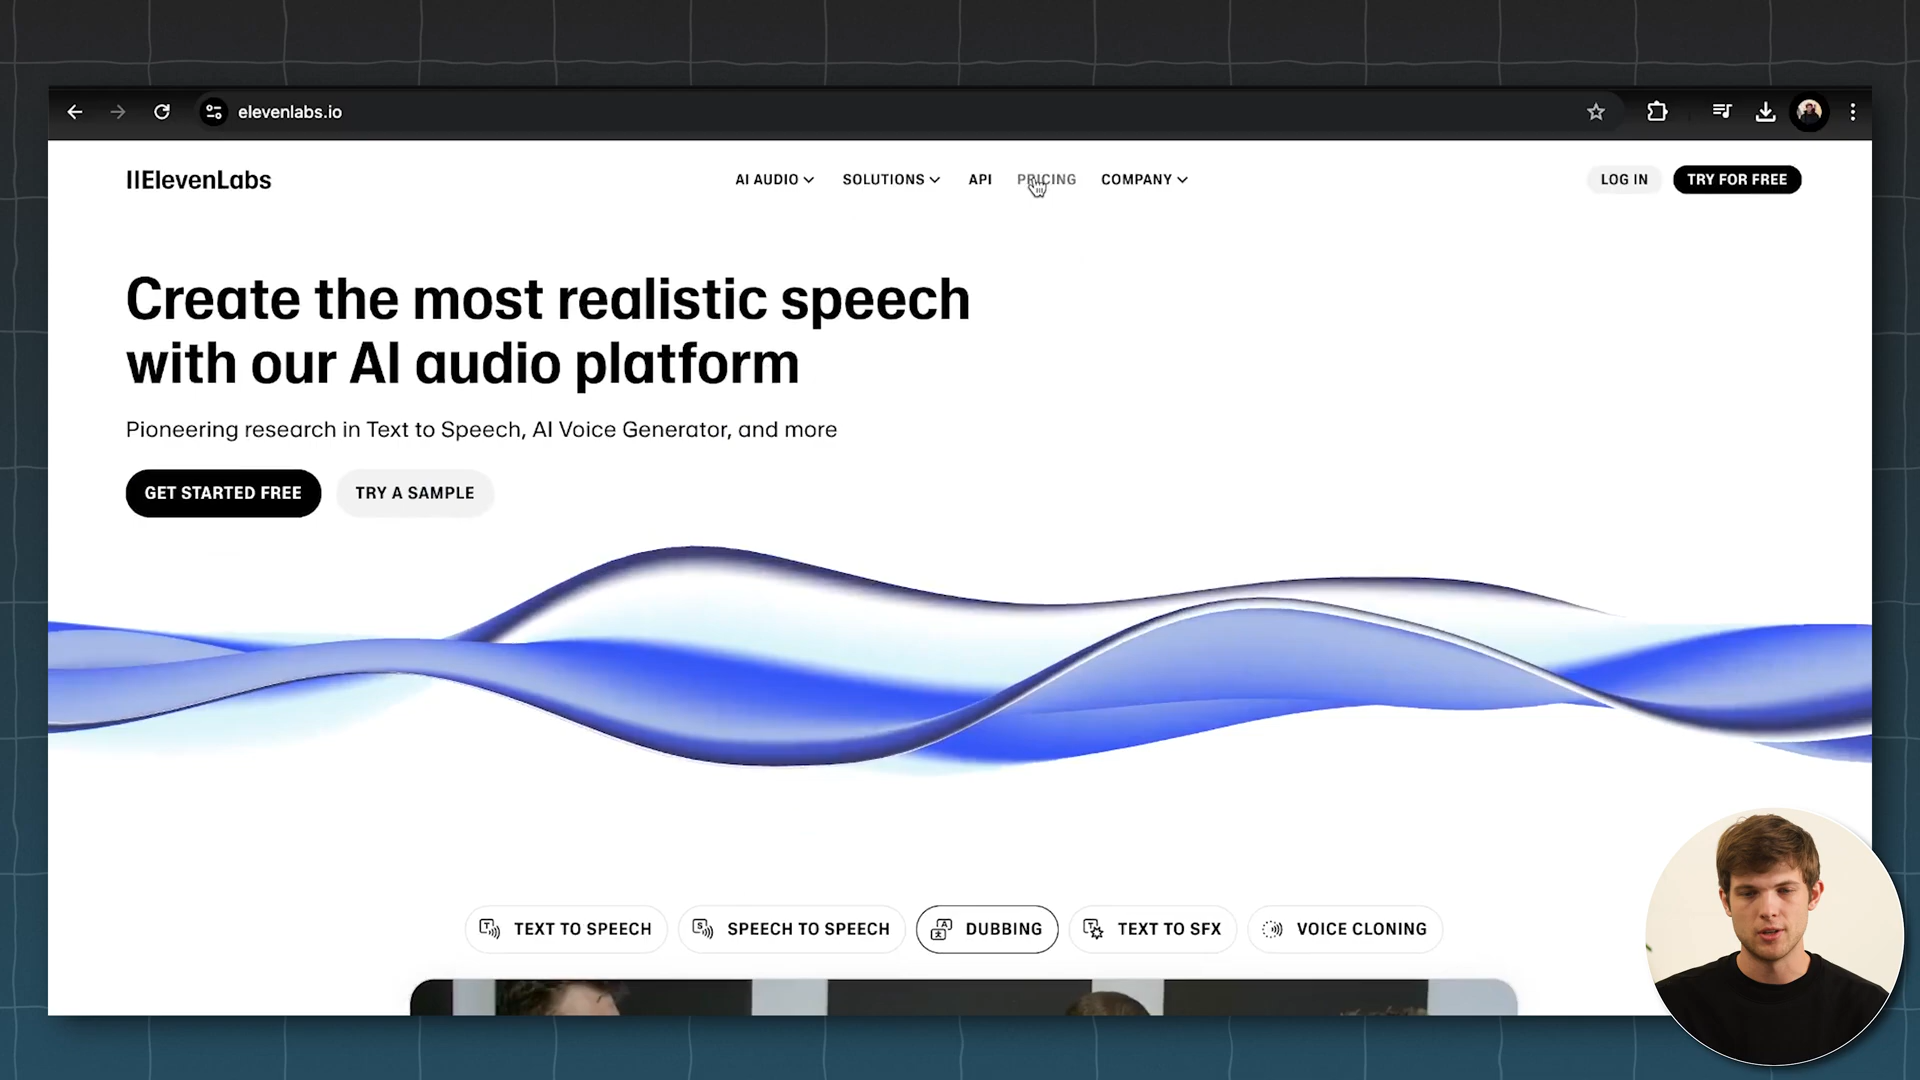 elevenlabs.io
IIElevenLabs
AI AUDIO
SOLUTIONS
API
PRICING
COMPANY
LOG IN
TRY FOR FREE
Create the most realistic speech
with our AI audio platform
Pioneering research in Text to Speech, AI Voice Generator, and more
GET STARTED FREE
TRY A SAMPLE
TEXT TO SPEECH
SPEECH TO SPEECH
DUBBING
TEXT TO SFX
VOICE CLONING